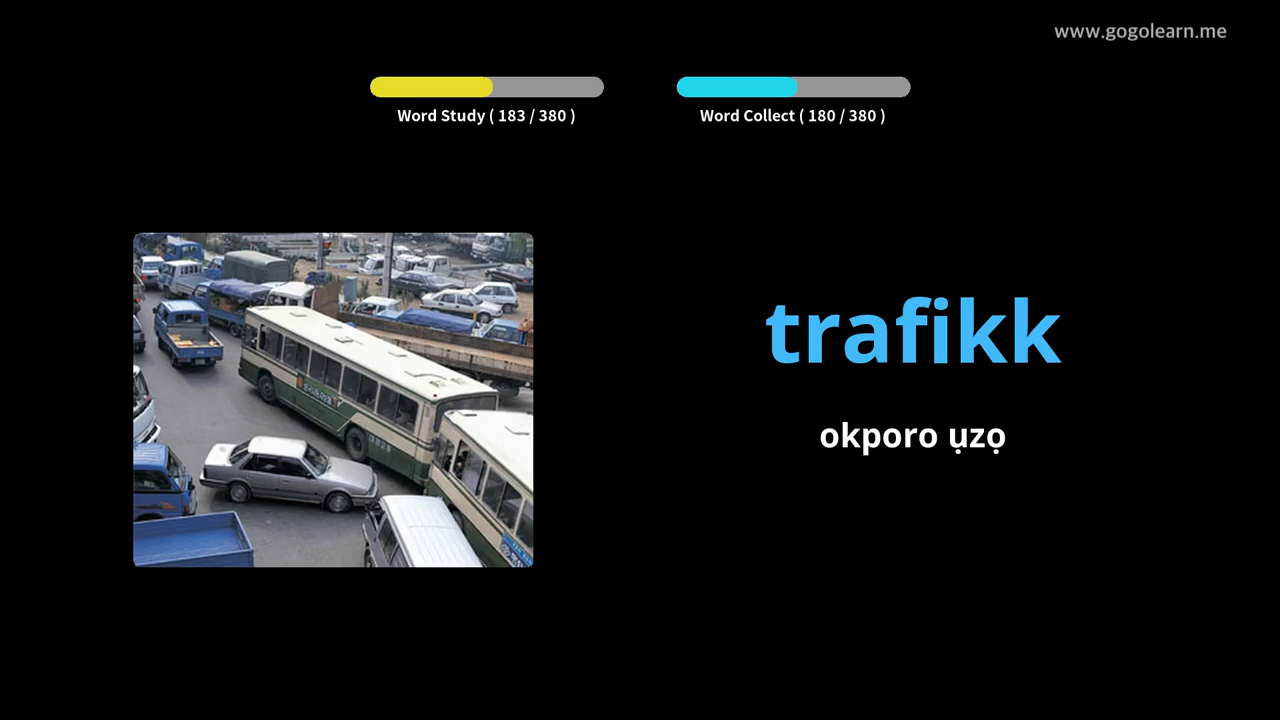 www.gogolearn.me
Word Study ( 183 / 380 )
Word Collect ( 180 / 380 )
trafikk
okporo ụzọ